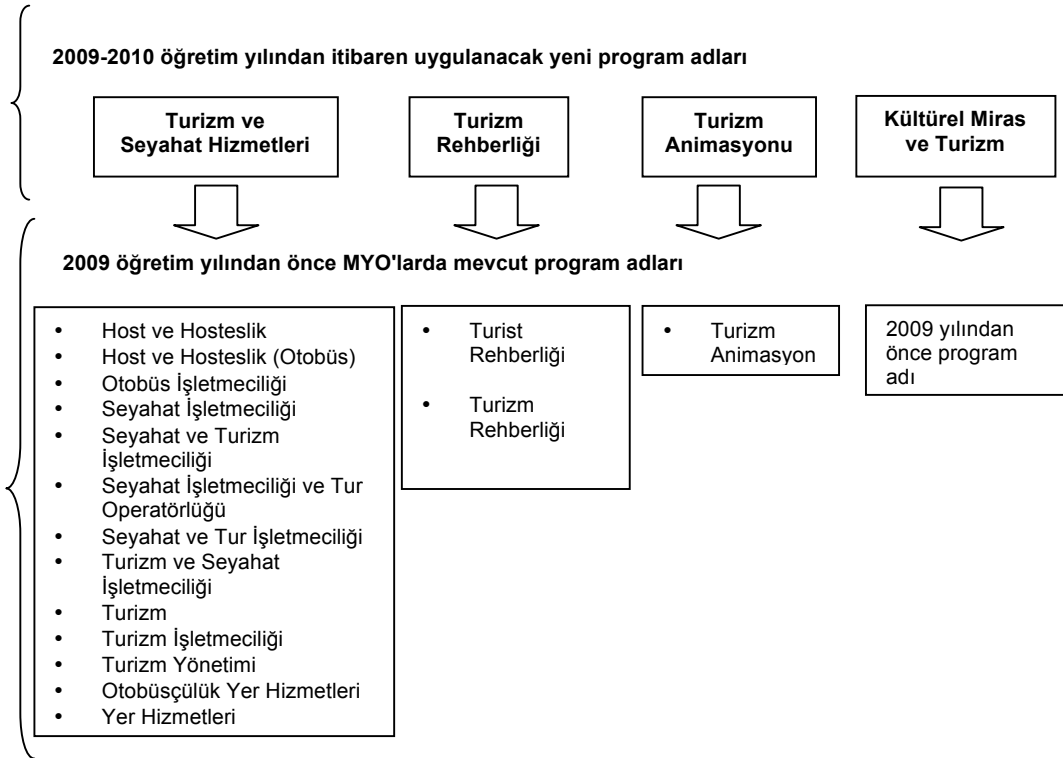 2009-2010 öğretim yılından itibaren uygulanacak yeni program adları
Turizm ve
Seyahat Hizmetleri
Turizm
Rehberliği
Turizm
Animasyonu
Kültürel Miras
ve Turizm
2009 öğretim yılından önce MYO'larda mevcut program adları
• Host ve Hosteslik
• Host ve Hosteslik (Otobüs)
• Otobüs İşletmeciliği
• Seyahat İşletmeciliği
• Seyahat ve Turizm
İşletmeciliği
• Seyahat İşletmeciliği ve Tur
Operatörlüğü
• Seyahat ve Tur İşletmeciliği
• Turizm ve Seyahat
İşletmeciliği
• Turizm
• Turizm İşletmeciliği
• Turizm Yönetimi
• Otobüsçülük Yer Hizmetleri
• Yer Hizmetleri
• Turist
Rehberliği
• Turizm
Rehberliği
• Turizm
Animasyon
2009 yılından
önce program
adı